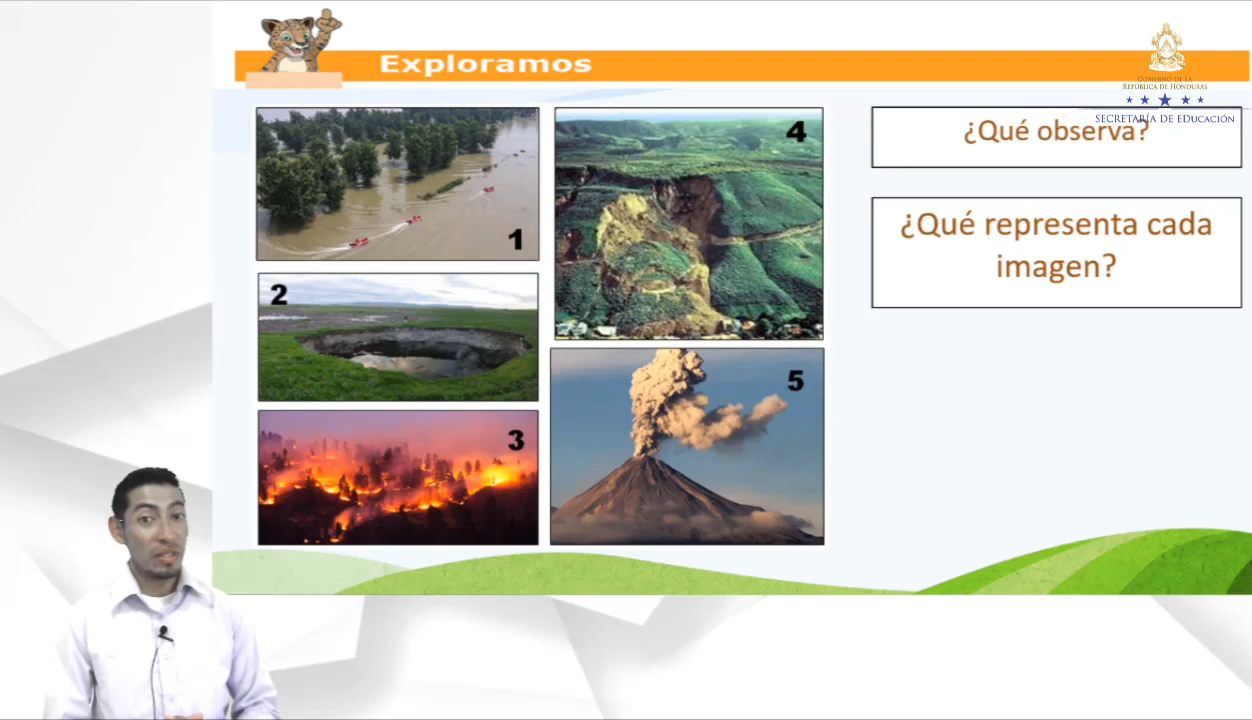 Exploramos
GOBIERNO DE LA
REPÚBLICA DE HONDURAS
SECRETARÍA DE EDUCACIÓN
¿Qué observa?
¿Qué representa cada
imagen?
1
2
3
4
5